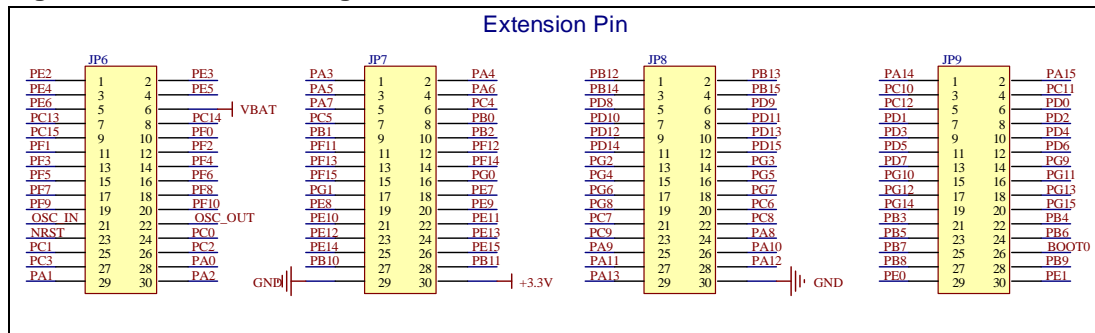 Extension Pin
JP6
PE2 1 2 PE3
PE4 3 4 PE5
PE6 5 6 VBAT
PC13 7 8 PC14
PC15 9 10 PF0
PF1 11 12 PF2
PF3 13 14 PF4
PF5 15 16 PF6
PF7 17 18 PF8
PF9 19 20 PF10
OSC_IN 21 22 OSC_OUT
NRST 23 24 PC0
PC1 25 26 PC2
PC3 27 28 PA0
PA1 29 30 PA2
JP7
PA3 1 2 PA4
PA5 3 4 PA6
PA7 5 6 PC4
PC5 7 8 PB0
PB1 9 10 PB2
PF11 11 12 PF12
PF13 13 14 PF14
PF15 15 16 PG0
PG1 17 18 PE7
PE8 19 20 PE9
PE10 21 22 PE11
PE12 23 24 PE13
PE14 25 26 PE15
PB10 27 28 PB11
GND 29 30 +3.3V
JP8
PB12 1 2 PB13
PB14 3 4 PB15
PD8 5 6 PD9
PD10 7 8 PD11
PD12 9 10 PD13
PD14 11 12 PD15
PG2 13 14 PG3
PG4 15 16 PG5
PG6 17 18 PG7
PG8 19 20 PC6
PC7 21 22 PC8
PC9 23 24 PA8
PA9 25 26 PA10
PA11 27 28 PA12
PA13 29 30 GND
JP9
PA14 1 2 PA15
PC10 3 4 PC11
PC12 5 6 PD0
PD1 7 8 PD2
PD3 9 10 PD4
PD5 11 12 PD6
PD7 13 14 PG9
PG10 15 16 PG11
PG12 17 18 PG13
PG14 19 20 PG15
PB3 21 22 PB4
PB5 23 24 PB6
PB7 25 26 BOOT0
PB8 27 28 PB9
PE0 29 30 PE1